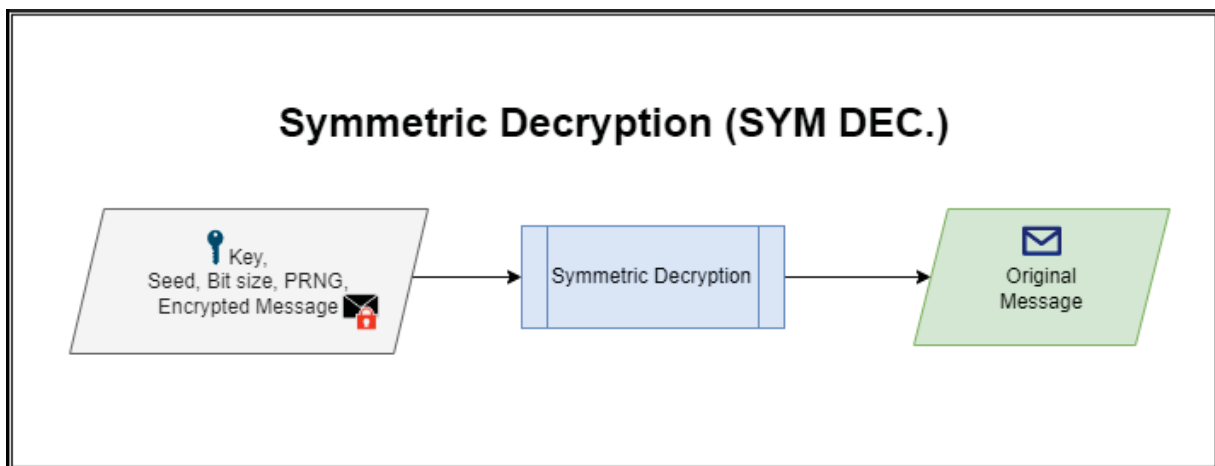 Symmetric Decryption (SYM DEC.)
Key,
Seed, Bit size, PRNG,
Encrypted Message
Symmetric Decryption
Original
Message